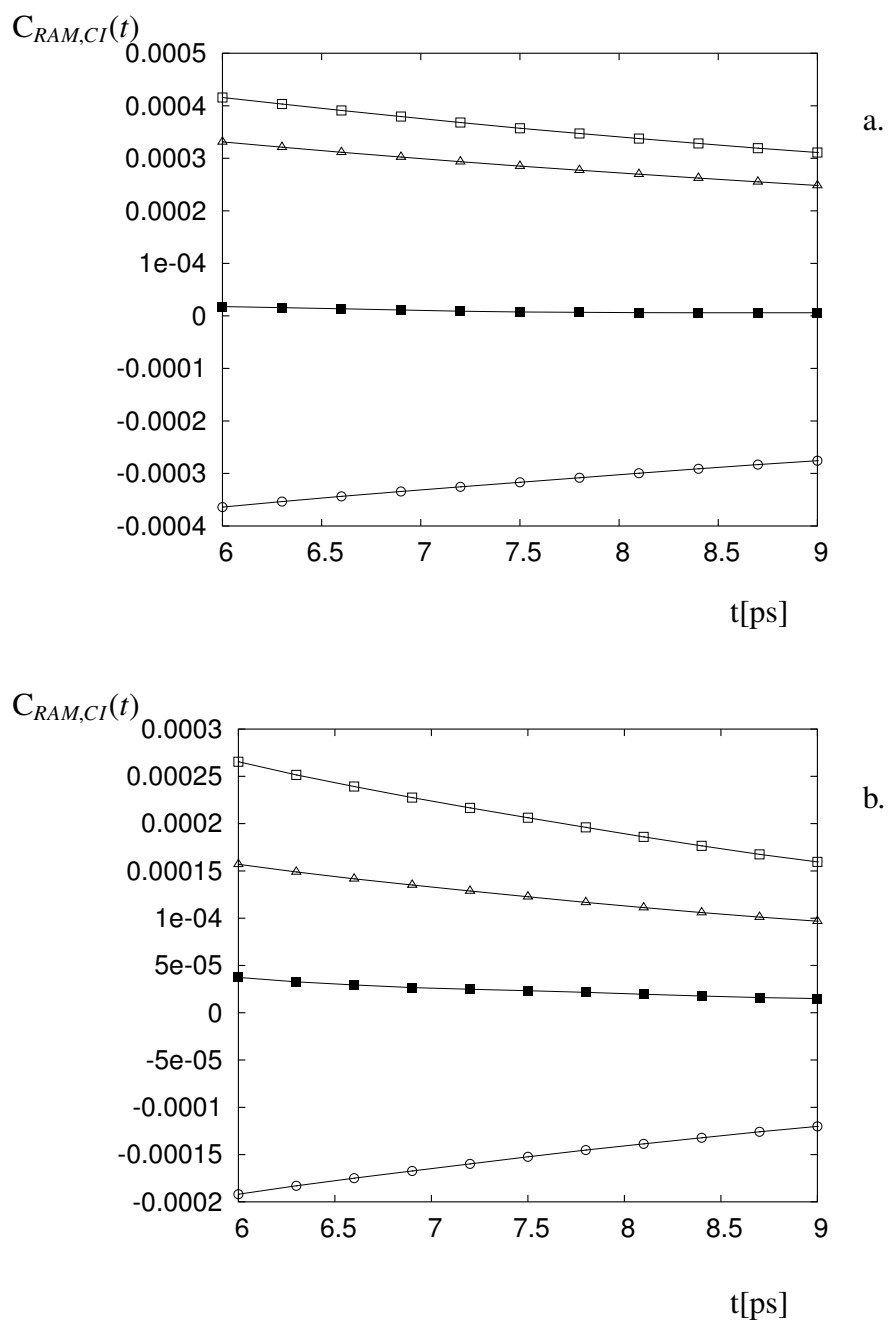 C_{RAM,CI}(t)
0.0005
0.0004
a.
0.0003
0.0002
1e-04
0
-0.0001
-0.0002
-0.0003
-0.0004
6 6.5 7 7.5 8 8.5 9
t[ps]
C_{RAM,CI}(t)
0.0003
0.00025
b.
0.0002
0.00015
1e-04
5e-05
0
-5e-05
-0.0001
-0.00015
-0.0002
6 6.5 7 7.5 8 8.5 9
t[ps]